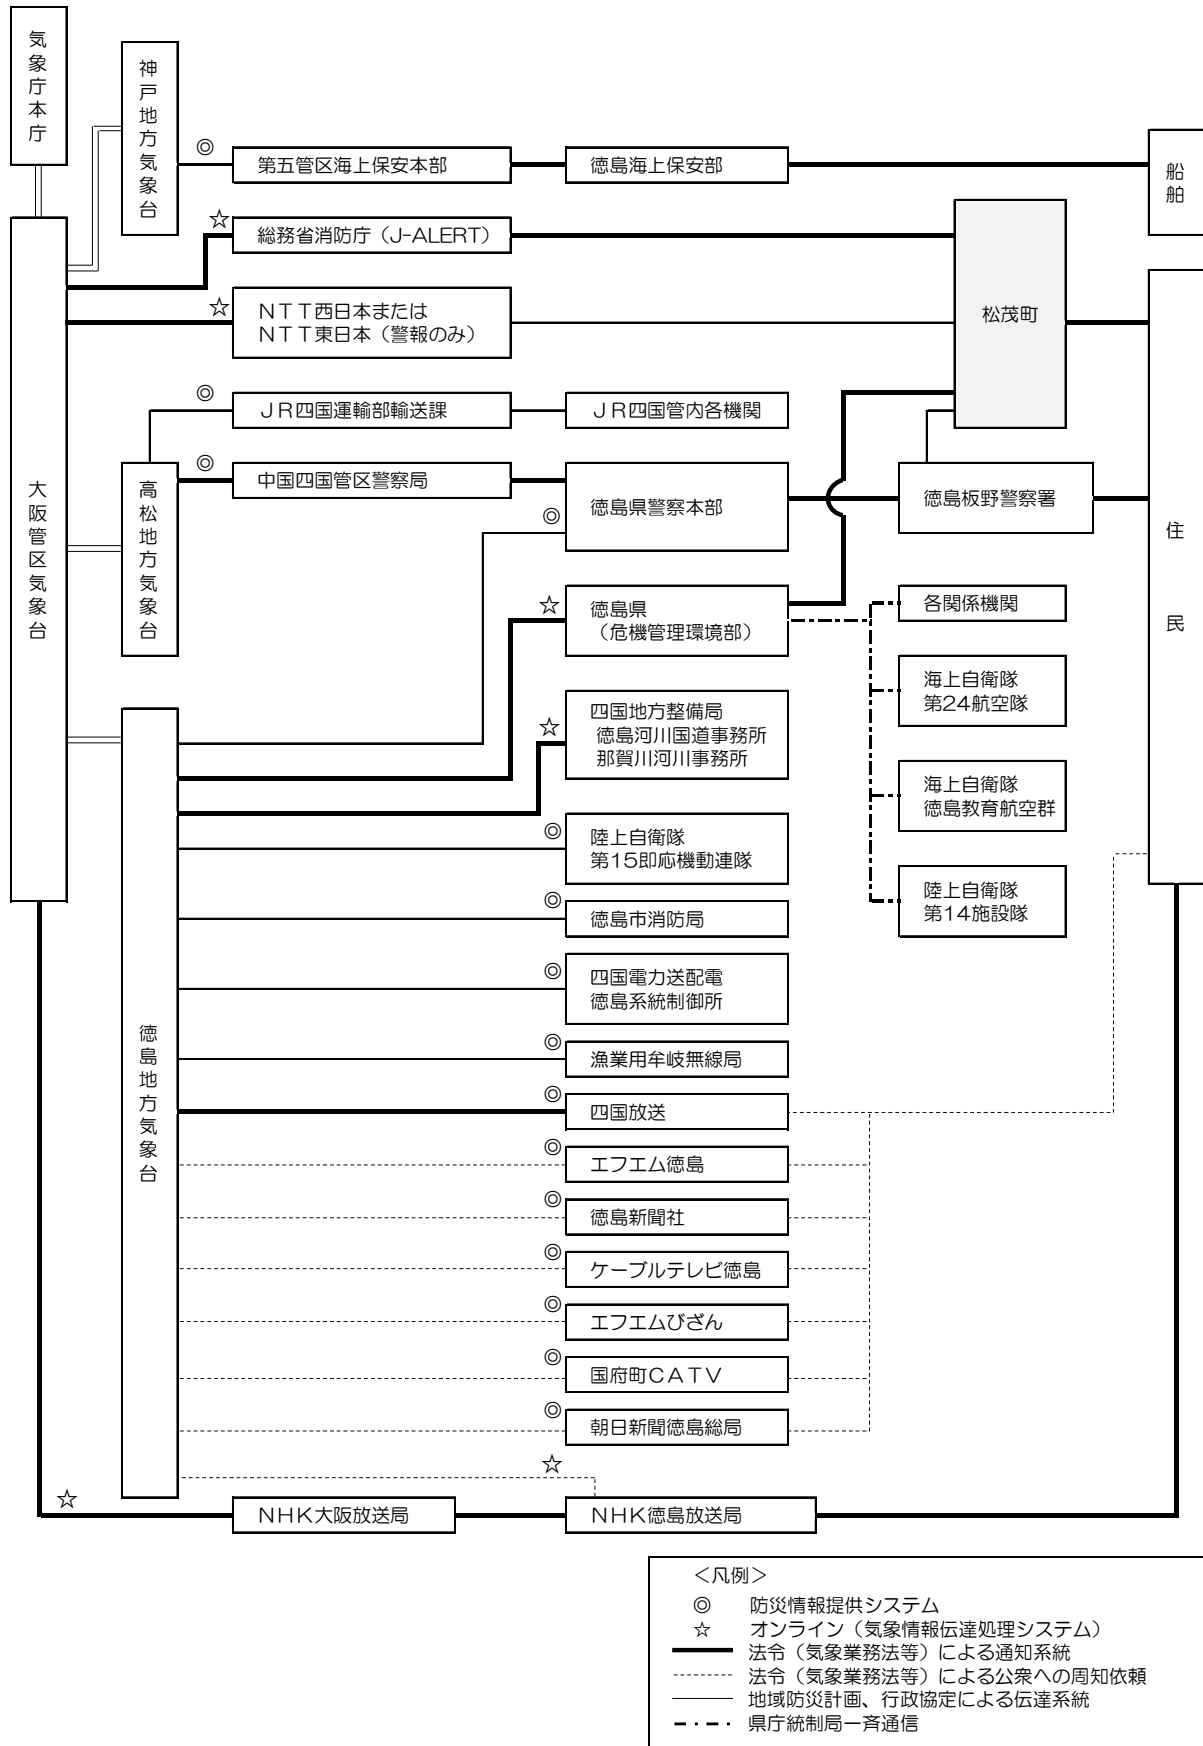 気象庁本庁
神戸地方気象台
◎
第五管区海上保安本部
徳島海上保安部
船舶
☆
総務省消防庁（J-ALERT）
☆
ＮＴＴ西日本または
ＮＴＴ東日本（警報のみ）
松茂町
◎
ＪＲ四国運輸部輸送課
ＪＲ四国管内各機関
大阪管区気象台
高松地方気象台
◎
中国四国管区警察局
◎
徳島県警察本部
徳島板野警察署
住民
☆
徳島県
（危機管理環境部）
各関係機関
海上自衛隊
第24航空隊
☆
四国地方整備局
徳島河川国道事務所
那賀川河川事務所
海上自衛隊
徳島教育航空群
徳島地方気象台
◎
陸上自衛隊
第15即応機動連隊
陸上自衛隊
第14施設隊
◎
徳島市消防局
◎
四国電力送配電
徳島系統制御所
◎
漁業用牟岐無線局
◎
四国放送
◎
エフエム徳島
◎
徳島新聞社
◎
ケーブルテレビ徳島
◎
エフエムびざん
◎
国府町ＣＡＴＶ
◎
朝日新聞徳島総局
☆
☆
ＮＨＫ大阪放送局
ＮＨＫ徳島放送局
＜凡例＞
◎ 防災情報提供システム
☆ オンライン（気象情報伝達処理システム）
法令（気象業務法等）による通知系統
法令（気象業務法等）による公衆への周知依頼
地域防災計画、行政協定による伝達系統
県庁統制局一斉通信